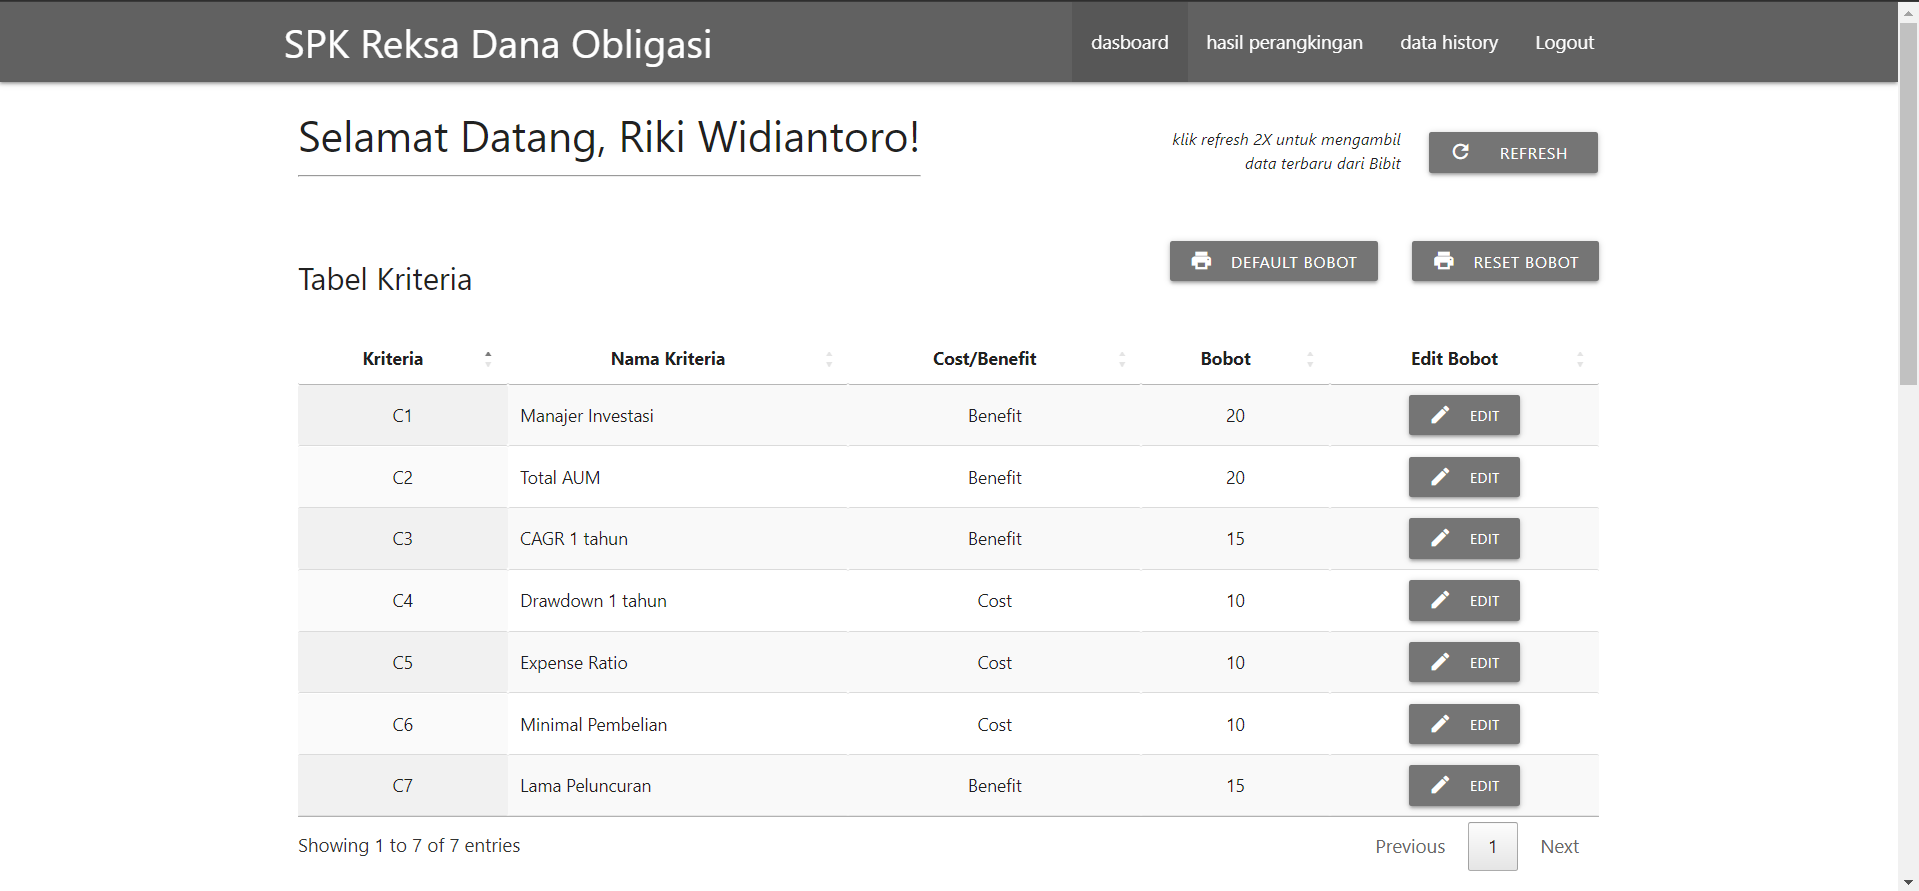 SPK Reksa Dana Obligasi dasboard hasil perangkingan data history Logout
Selamat Datang, Riki Widiantoro!
klik refresh 2X untuk mengambil
data terbaru dari Bibit
REFRESH
Tabel Kriteria
DEFAULT BOBOT RESET BOBOT
Kriteria Nama Kriteria Cost/Benefit Bobot Edit Bobot
C1 Manajer Investasi Benefit 20 EDIT
C2 Total AUM Benefit 20 EDIT
C3 CAGR 1 tahun Benefit 15 EDIT
C4 Drawdown 1 tahun Cost 10 EDIT
C5 Expense Ratio Cost 10 EDIT
C6 Minimal Pembelian Cost 10 EDIT
C7 Lama Peluncuran Benefit 15 EDIT
Showing 1 to 7 of 7 entries Previous 1 Next